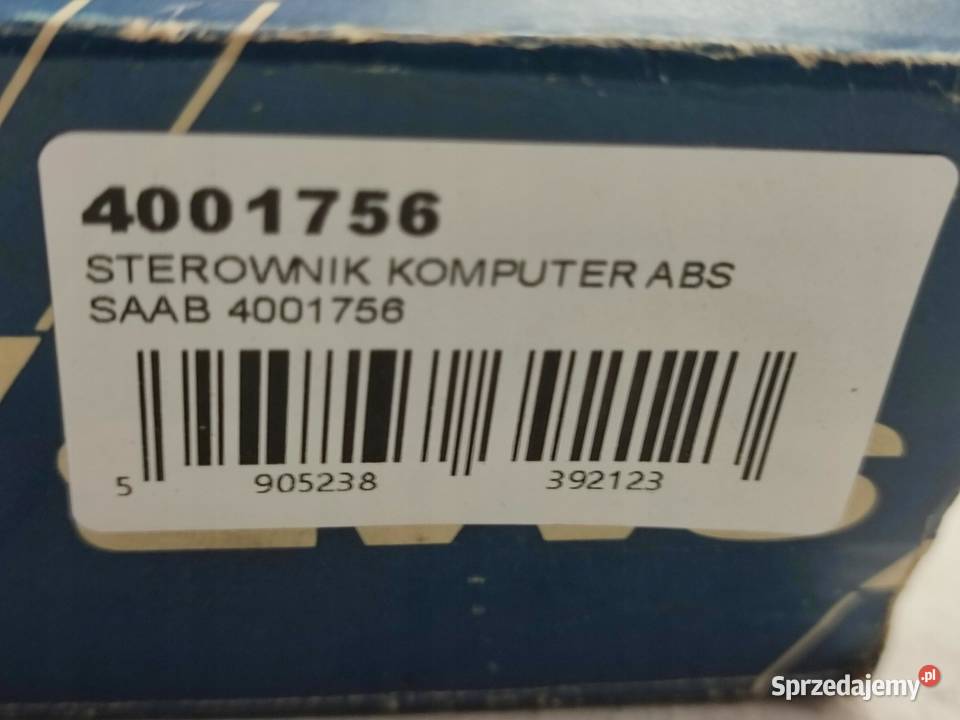 4001756
STEROWNIK KOMPUTER ABS
SAAB 4001756
5 905238 392123
Sprzedajemy.pl